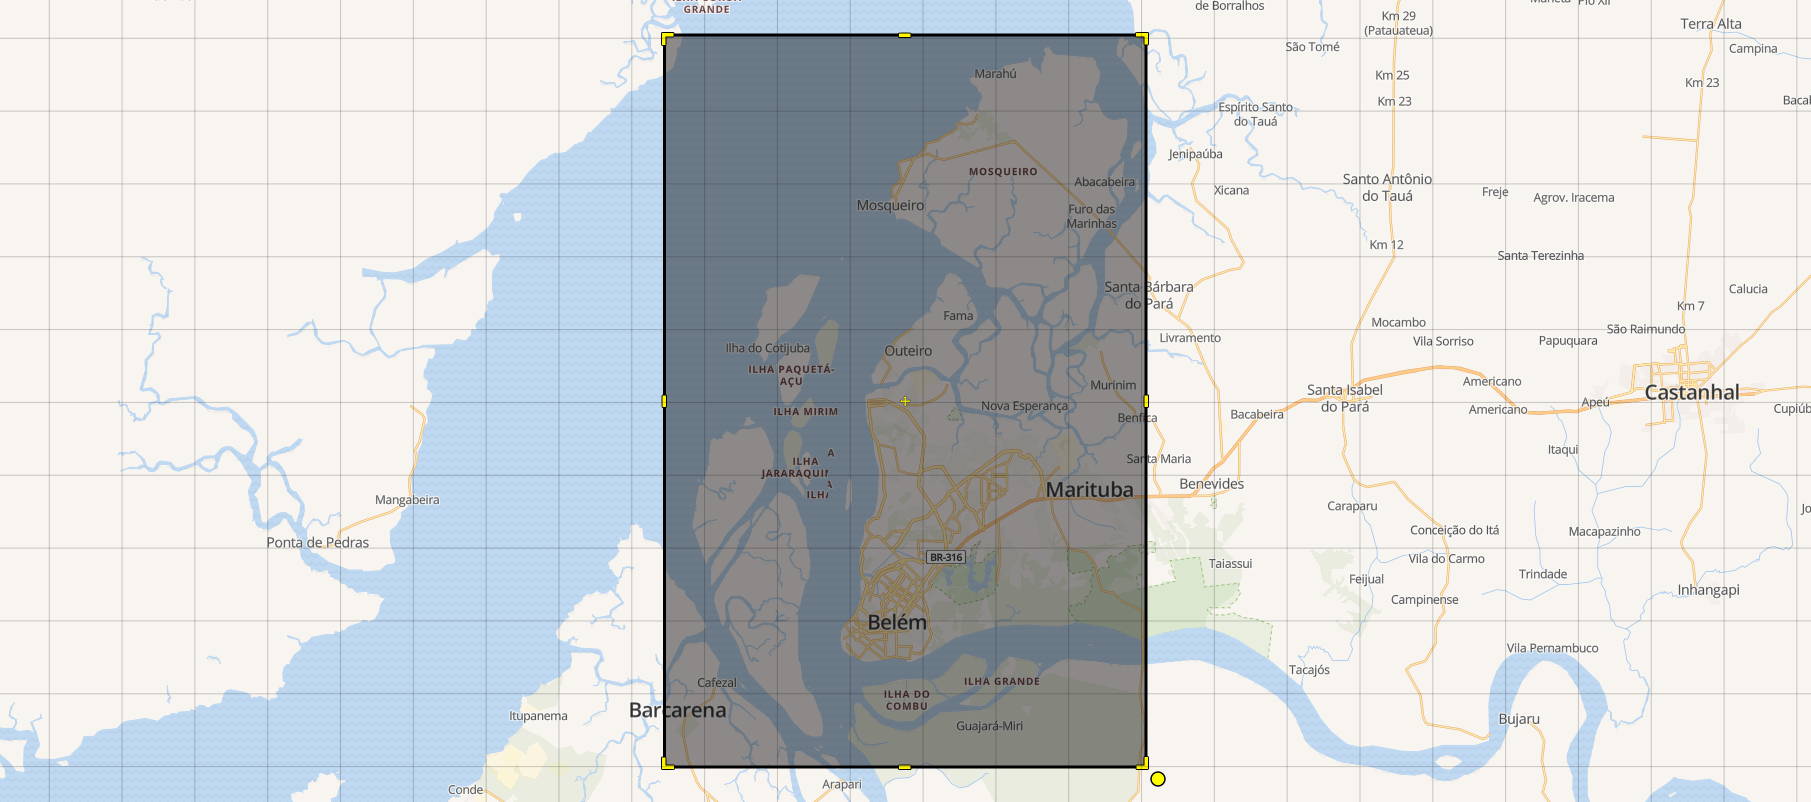 GRANDE
de Borralhos
Km 29
(Patauateua)
Terra Alta
São Tomé
Campina
Marahú
Km 25
Km 23
Km 23
Espírito Santo
do Tauá
Jenipaúba
MOSQUEIRO
Abacabeira
Xicana
Santo Antônio
do Tauá
Freje
Agrov. Iracema
Mosqueiro
Furo das
Marinhas
Km 12
Santa Terezinha
Santa Bárbara
do Pará
Calucia
Km 7
Fama
Mocambo
São Raimundo
Livramento
Vila Sorriso
Papuquara
Ilha do Cotijuba
Outeiro
ILHA PAQUETÁ-
AÇU
Murinim
Americano
Santa Isabel
do Pará
Castanhal
ILHA MIRIM
Nova Esperança
Benfica
Bacabeira
Americano
Apeú
Itaqui
ILHA
Santa Maria
Marituba
Benevides
Mangabeira
ILHA
Caraparu
Conceição do Itá
Macapazinho
Ponta de Pedras
BR-316
Taiassui
Vila do Carmo
Feijual
Trindade
Inhangapi
Campinense
Belém
Vila Pernambuco
Tacajós
Cafezal
ILHA GRANDE
ILHA DO
COMBU
Barcarena
Itupanema
Guajará-Miri
Bujaru
Arapari
Conde